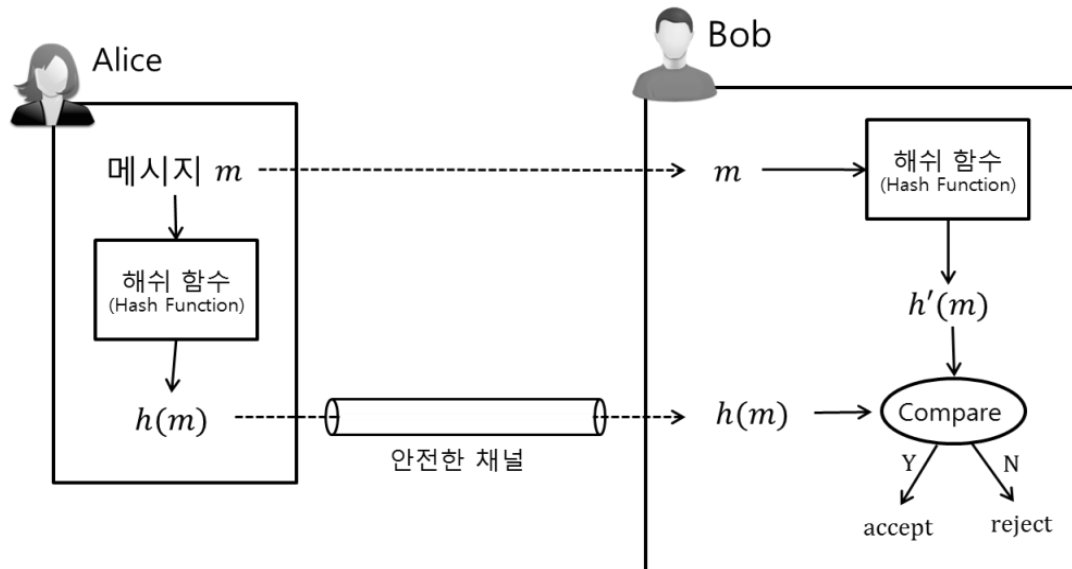 Alice
Bob
메시지 m
m
해쉬 함수
(Hash Function)
해쉬 함수
(Hash Function)
h′(m)
h(m)
안전한 채널
h(m)
Compare
Y
N
accept
reject